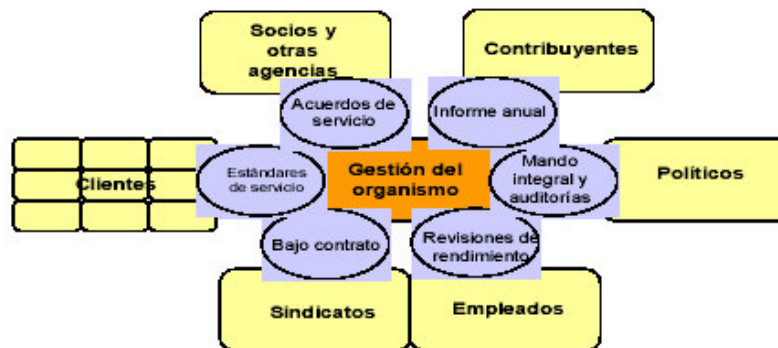 Socios y
otras
agencias
Contribuyentes
Acuerdos de
servicio
Informe anual
Clientes
Estándares
de servicio
Gestión del
organismo
Mando
integral y
auditorías
Políticos
Bajo contrato
Revisiones de
rendimiento
Sindicatos
Empleados